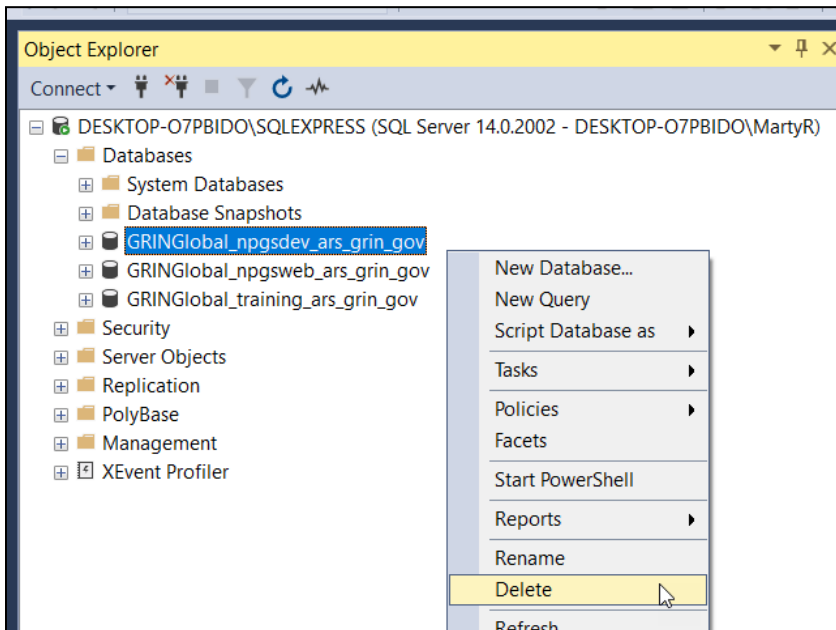 Object Explorer
Connect
DESKTOP-O7PBIDO\SQLEXPRESS (SQL Server 14.0.2002 - DESKTOP-O7PBIDO\MartyR)
Databases
System Databases
Database Snapshots
GRINGlobal_npgsdev_ars_grin_gov
GRINGlobal_npgsweb_ars_grin_gov
GRINGlobal_training_ars_grin_gov
Security
Server Objects
Replication
PolyBase
Management
XEvent Profiler
New Database...
New Query
Script Database as
Tasks
Policies
Facets
Start PowerShell
Reports
Rename
Delete
Refresh